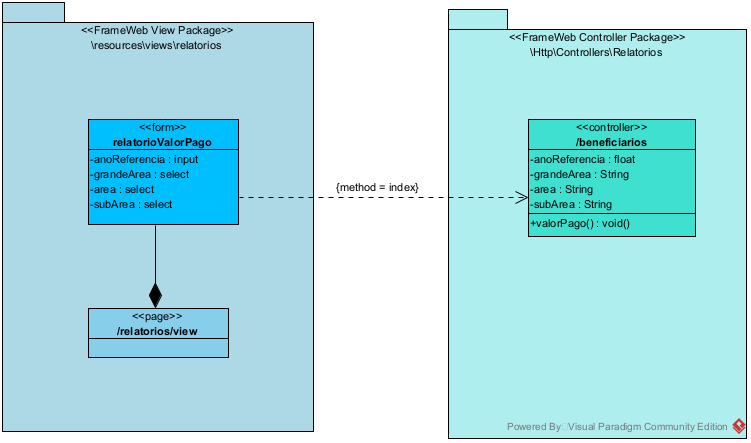 <<FrameWeb View Package>>
\resources\views\relatorios
<<form>>
relatorioValorPago
-anoReferencia : input
-grandeArea : select
-area : select
-subArea : select
<<page>>
/relatorios/view
{method = index}
<<FrameWeb Controller Package>>
\Http\Controllers\Relatorios
<<controller>>
/beneficiarios
-anoReferencia : float
-grandeArea : String
-area : String
-subArea : String
+valorPago() : void()
Powered By Visual Paradigm Community Edition